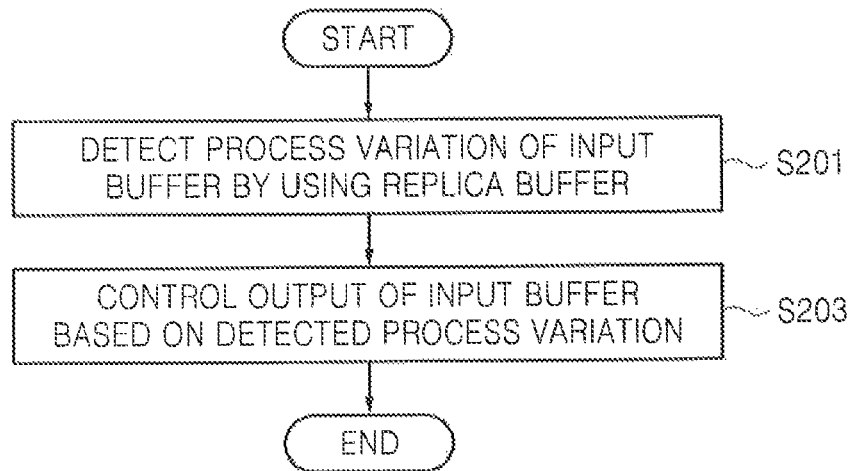 START
DETECT PROCESS VARIATION OF INPUT
BUFFER BY USING REPLICA BUFFER
S201
CONTROL OUTPUT OF INPUT BUFFER
BASED ON DETECTED PROCESS VARIATION
S203
END